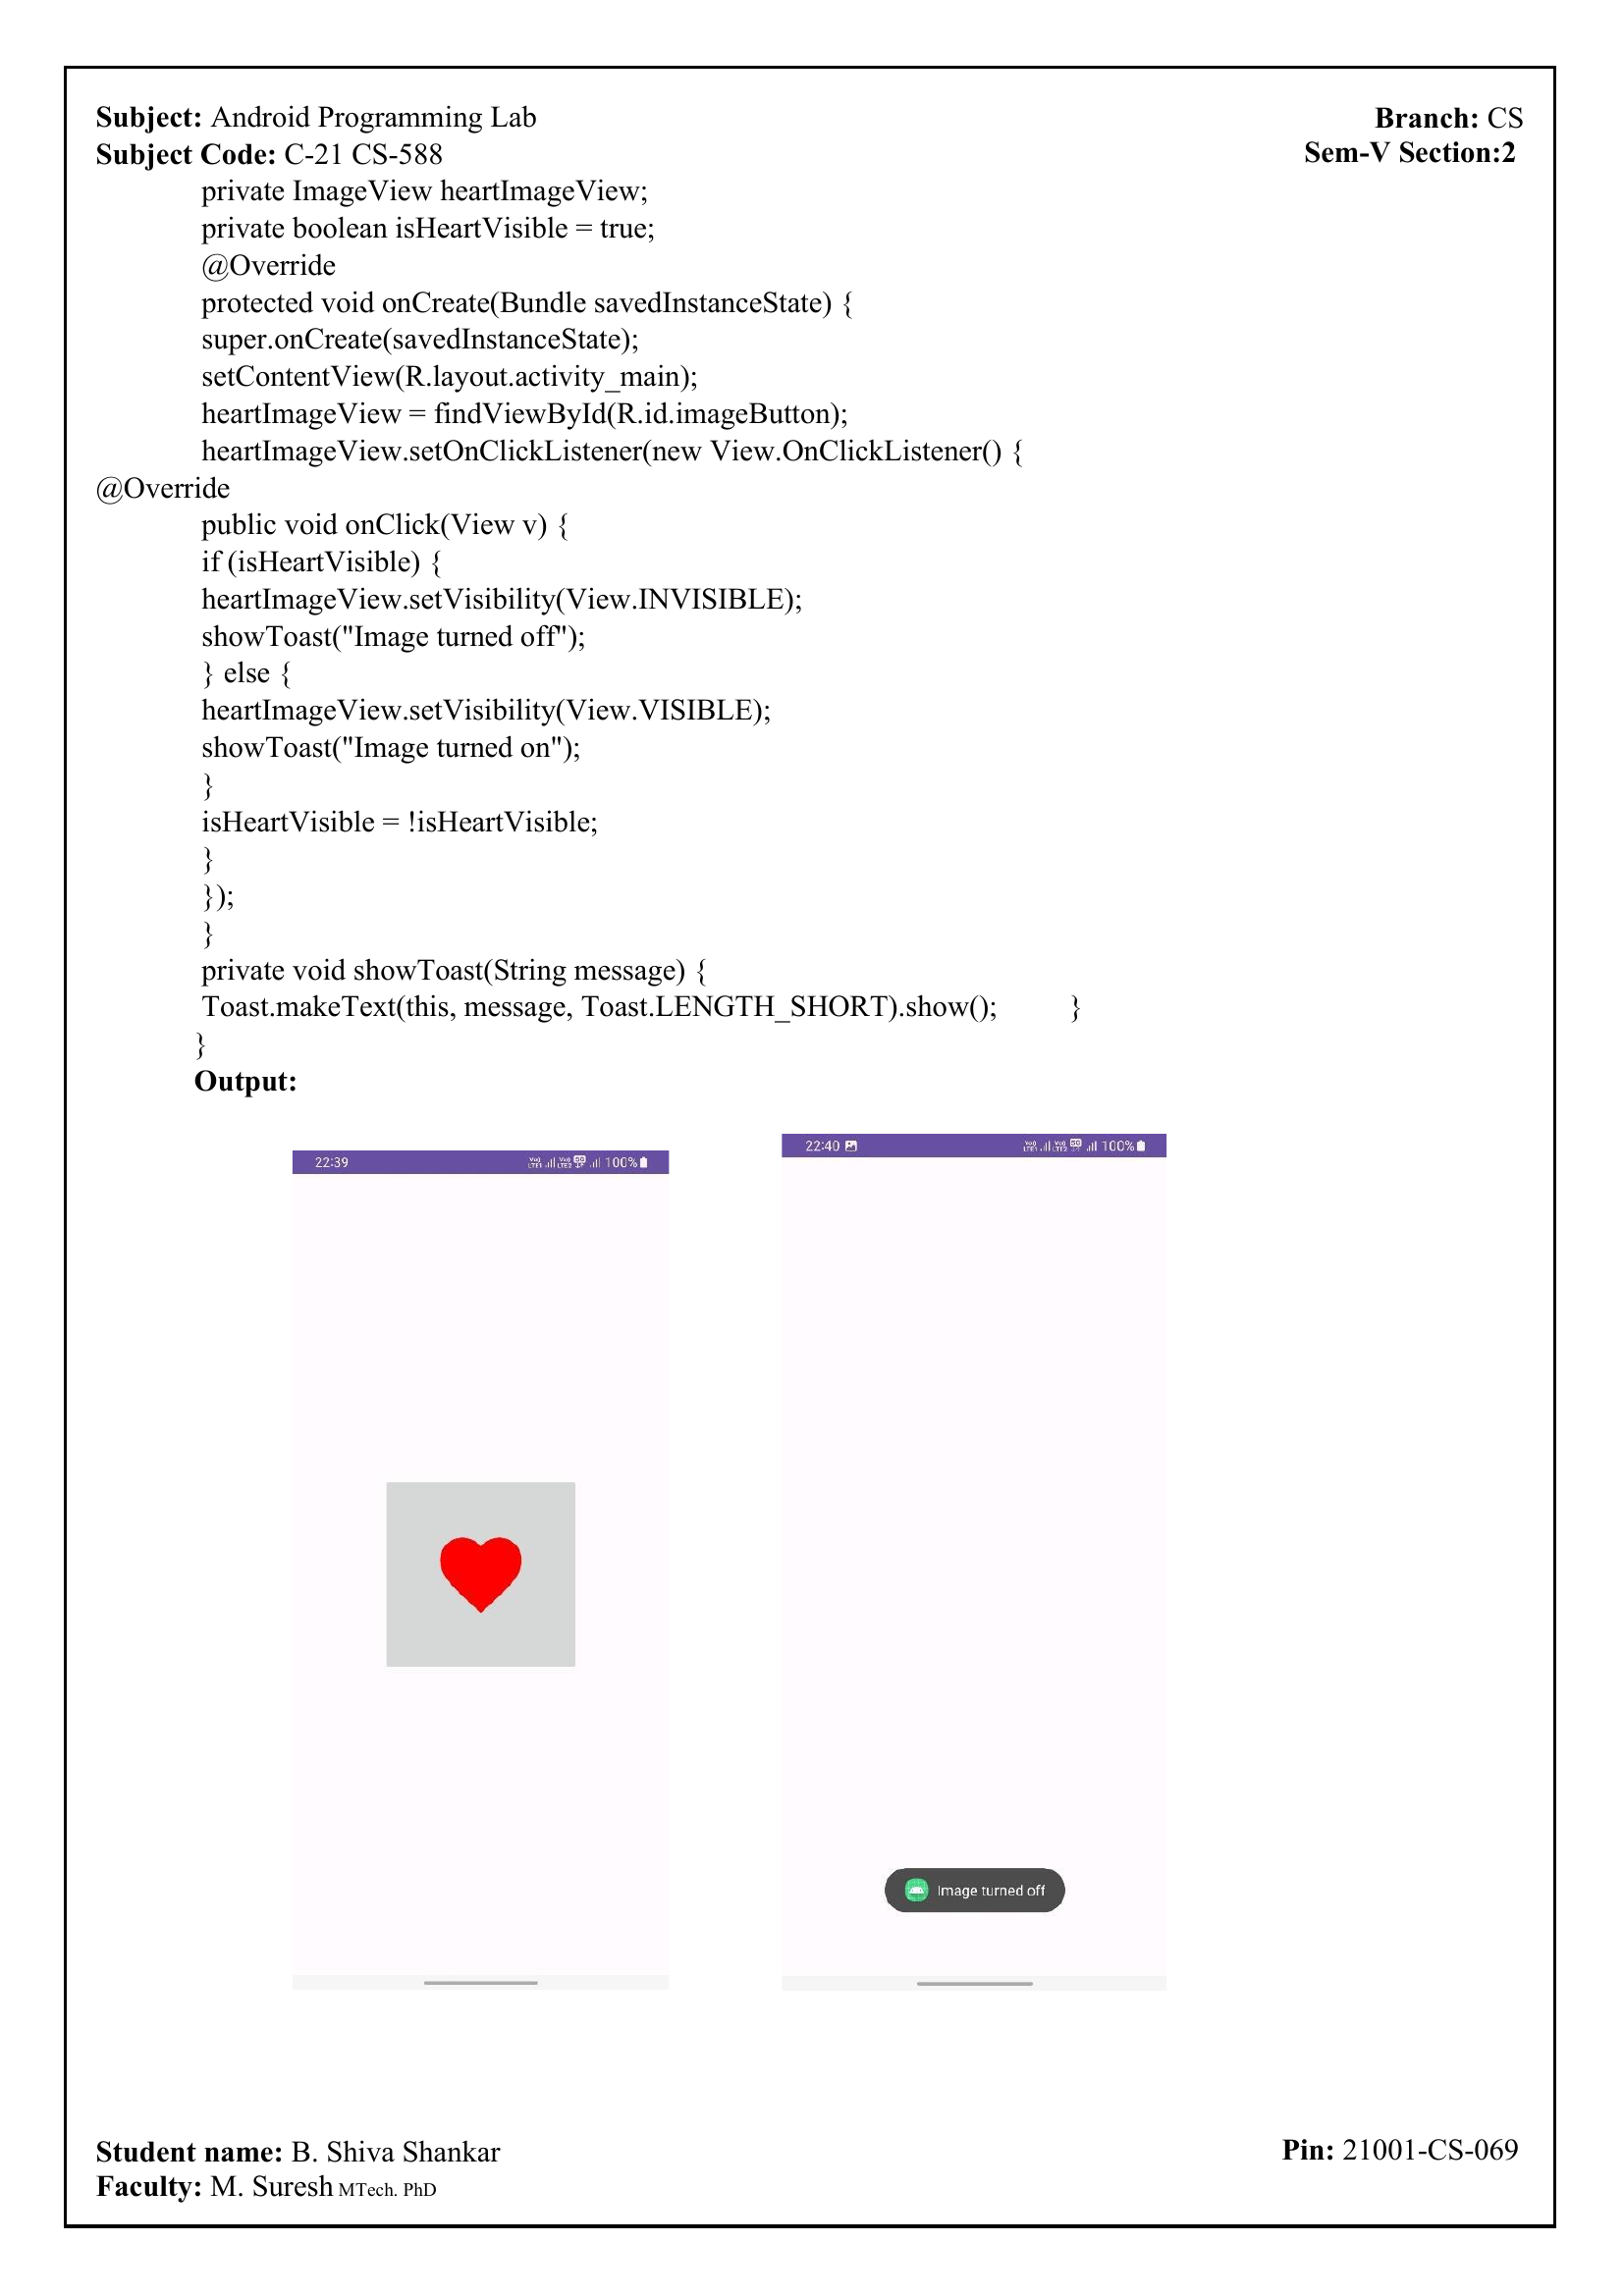 Subject: Android Programming Lab Branch: CS
Subject Code: C-21 CS-588 Sem-V Section:2
private ImageView heartImageView;
private boolean isHeartVisible = true;
@Override
protected void onCreate(Bundle savedInstanceState) {
super.onCreate(savedInstanceState);
setContentView(R.layout.activity_main);
heartImageView = findViewById(R.id.imageButton);
heartImageView.setOnClickListener(new View.OnClickListener() {
@Override
public void onClick(View v) {
if (isHeartVisible) {
heartImageView.setVisibility(View.INVISIBLE);
showToast("Image turned off");
} else {
heartImageView.setVisibility(View.VISIBLE);
showToast("Image turned on");
}
isHeartVisible = !isHeartVisible;
}
});
}
private void showToast(String message) {
Toast.makeText(this, message, Toast.LENGTH_SHORT).show(); }
}
Output:
22:39 100%
22:40 100%
Image turned off
Student name: B. Shiva Shankar Pin: 21001-CS-069
Faculty: M. Suresh MTech. PhD